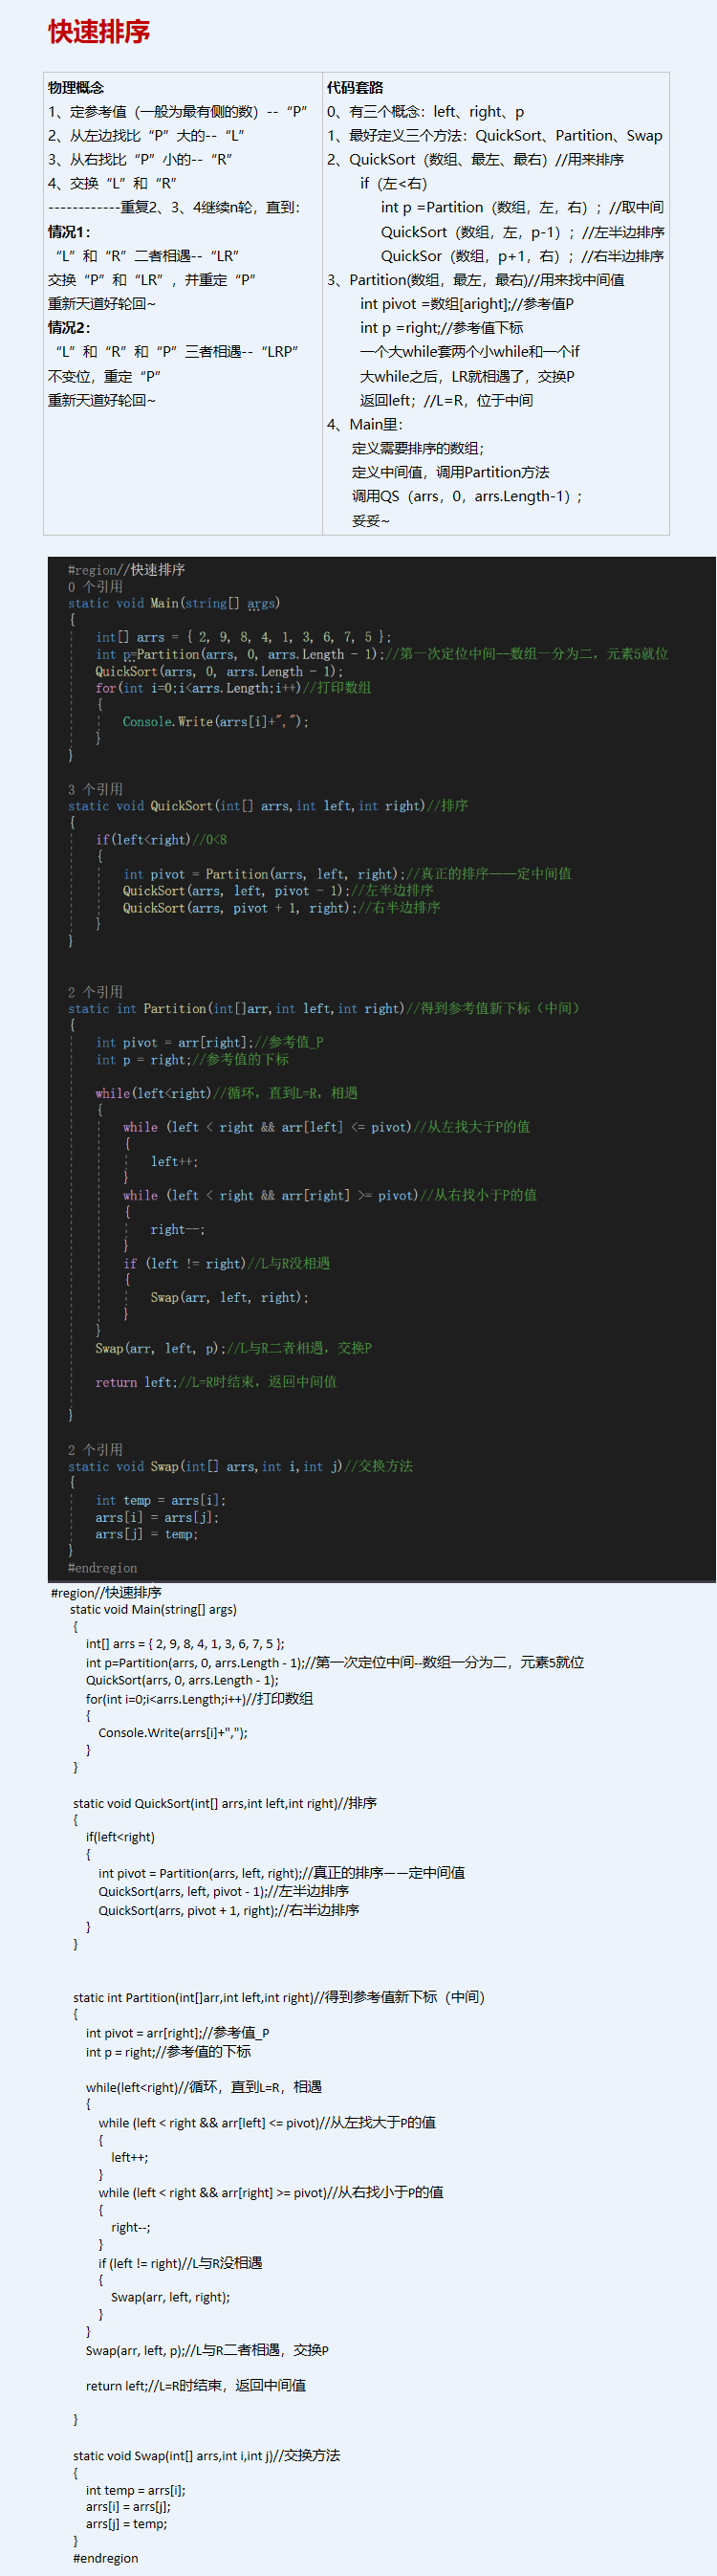 快速排序
物理概念
1、定参考值（一般为最有侧的数）--“P”
2、从左边找比“P”大的--“L”
3、从右找比“P”小的--“R”
4、交换“L”和“R”
------------重复2、3、4继续n轮，直到：
情况1：
“L”和“R”二者相遇--“LR”
交换“P”和“LR”，并重定“P”
重新天道好轮回~
情况2：
“L”和“R”和“P”三者相遇--“LRP”
不变位，重定“P”
重新天道好轮回~
代码套路
0、有三个概念：left、right、p
1、最好定义三个方法：QuickSort、Partition、Swap
2、QuickSort（数组、最左、最右）//用来排序
if（左<右）
int p =Partition（数组，左，右）; //取中间
QuickSort（数组，左，p-1）; //左半边排序
QuickSor（数组，p+1，右）; //右半边排序
3、Partition(数组，最左，最右)//用来找中间值
int pivot =数组[aright];//参考值P
int p =right;//参考值下标
一个大while套两个小while和一个if
大while之后，LR就相遇了，交换P
返回left；//L=R，位于中间
4、Main里：
定义需要排序的数组；
定义中间值，调用Partition方法
调用QS（arrs，0，arrs.Length-1）;
妥妥~
#region//快速排序
0 个引用
static void Main(string[] args)
{
int[] arrs = { 2, 9, 8, 4, 1, 3, 6, 7, 5 };
int p=Partition(arrs, 0, arrs.Length - 1);//第一次定位中间--数组一分为二，元素5就位
QuickSort(arrs, 0, arrs.Length - 1);
for(int i=0;i<arrs.Length;i++)//打印数组
{
Console.Write(arrs[i]+",");
}
}
3 个引用
static void QuickSort(int[] arrs,int left,int right)//排序
{
if(left<right)//0<8
{
int pivot = Partition(arrs, left, right);//真正的排序——定中间值
QuickSort(arrs, left, pivot - 1);//左半边排序
QuickSort(arrs, pivot + 1, right);//右半边排序
}
}
2 个引用
static int Partition(int[]arr,int left,int right)//得到参考值新下标（中间）
{
int pivot = arr[right];//参考值_P
int p = right;//参考值的下标
while(left<right)//循环，直到L=R，相遇
{
while (left < right && arr[left] <= pivot)//从左找大于P的值
{
left++;
}
while (left < right && arr[right] >= pivot)//从右找小于P的值
{
right--;
}
if (left != right)//L与R没相遇
{
Swap(arr, left, right);
}
}
Swap(arr, left, p);//L与R二者相遇，交换P
return left;//L=R时结束，返回中间值
}
2 个引用
static void Swap(int[] arrs,int i,int j)//交换方法
{
int temp = arrs[i];
arrs[i] = arrs[j];
arrs[j] = temp;
}
#endregion
#region//快速排序
static void Main(string[] args)
{
int[] arrs = { 2, 9, 8, 4, 1, 3, 6, 7, 5 };
int p=Partition(arrs, 0, arrs.Length - 1);//第一次定位中间--数组一分为二，元素5就位
QuickSort(arrs, 0, arrs.Length - 1);
for(int i=0;i<arrs.Length;i++)//打印数组
{
Console.Write(arrs[i]+",");
}
}
static void QuickSort(int[] arrs,int left,int right)//排序
{
if(left<right)
{
int pivot = Partition(arrs, left, right);//真正的排序——定中间值
QuickSort(arrs, left, pivot - 1);//左半边排序
QuickSort(arrs, pivot + 1, right);//右半边排序
}
}
static int Partition(int[]arr,int left,int right)//得到参考值新下标（中间）
{
int pivot = arr[right];//参考值_P
int p = right;//参考值的下标
while(left<right)//循环，直到L=R，相遇
{
while (left < right && arr[left] <= pivot)//从左找大于P的值
{
left++;
}
while (left < right && arr[right] >= pivot)//从右找小于P的值
{
right--;
}
if (left != right)//L与R没相遇
{
Swap(arr, left, right);
}
}
Swap(arr, left, p);//L与R二者相遇，交换P
return left;//L=R时结束，返回中间值
}
static void Swap(int[] arrs,int i,int j)//交换方法
{
int temp = arrs[i];
arrs[i] = arrs[j];
arrs[j] = temp;
}
#endregion